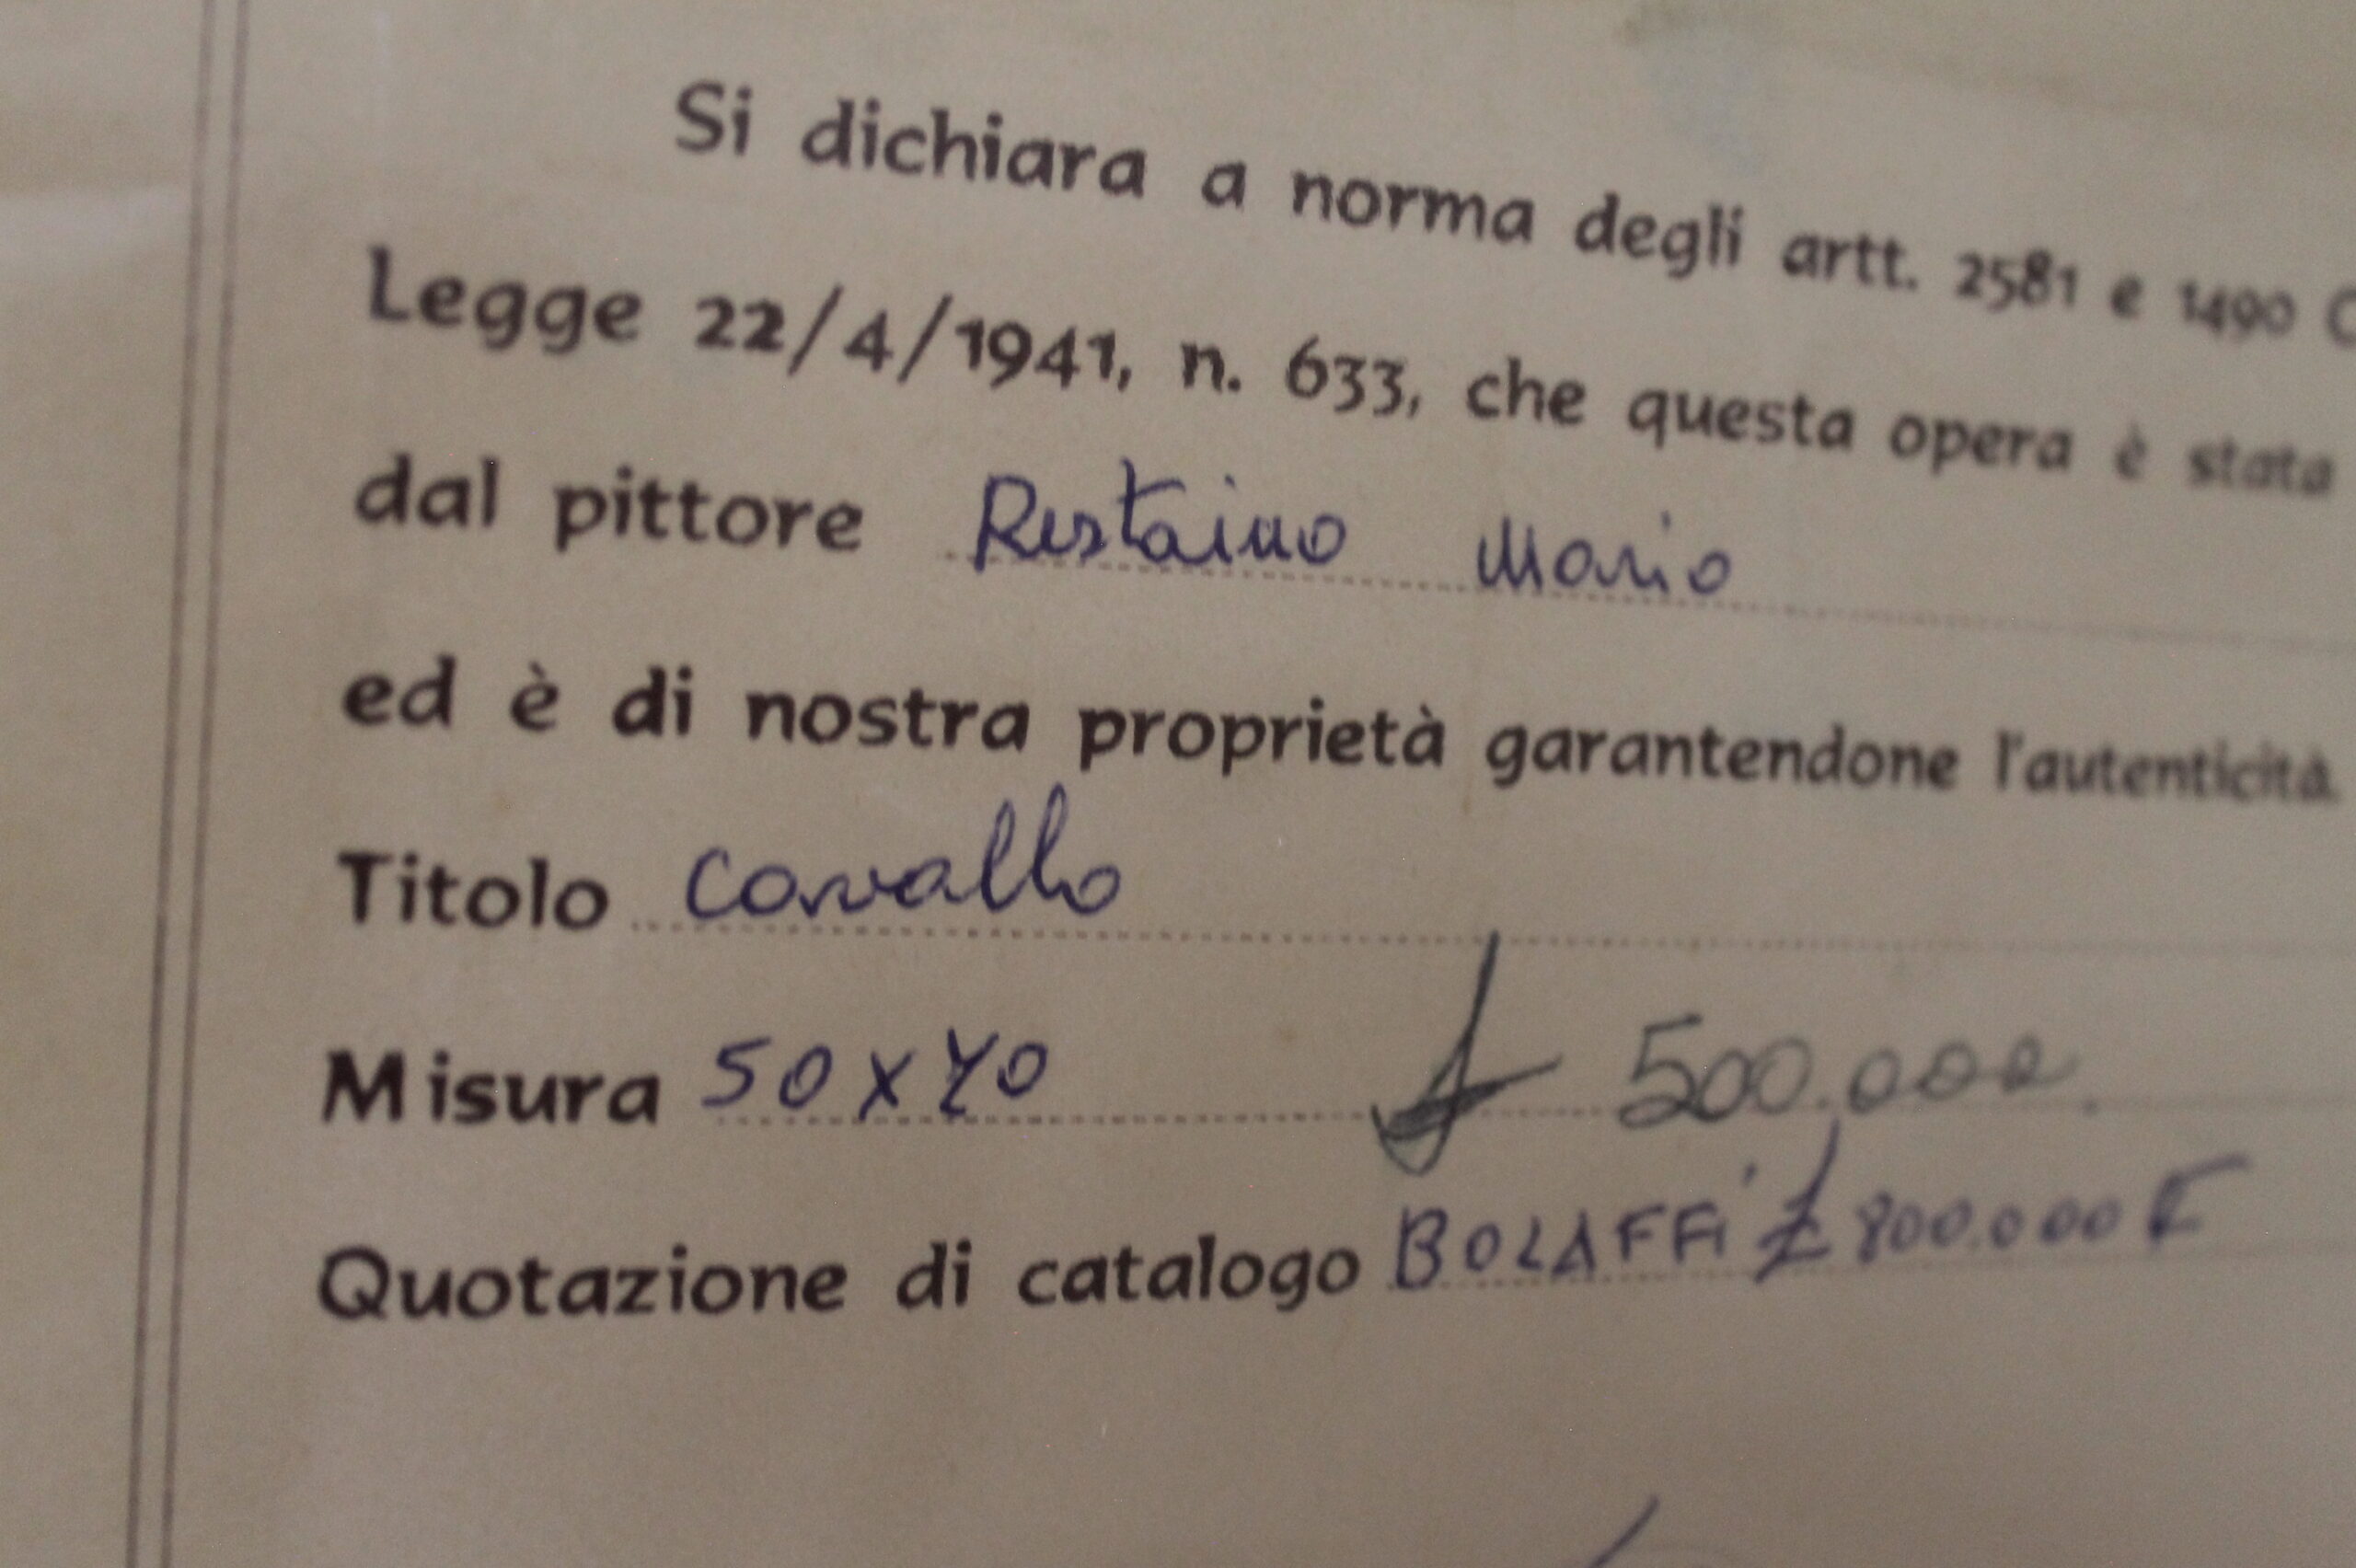 Si dichiara a norma degli artt. 2581 e 1490 C
Legge 22/4/1941, n. 633, che questa opera è stata
dal pittore Restaino Mario
ed è di nostra proprietà garantendone l'autenticità.
Titolo Cavallo
Misura 50x70
£ 500.000
Quotazione di catalogo BOLAFFi £ 800.000